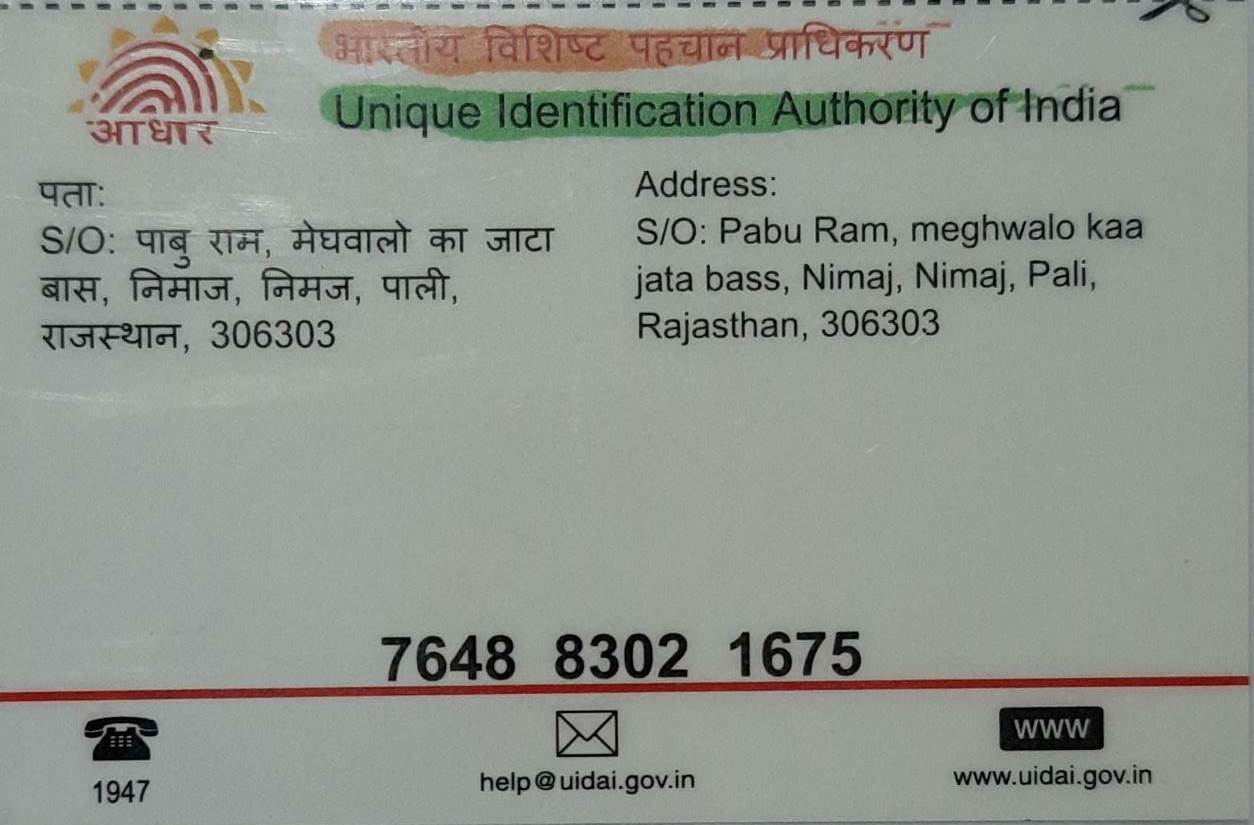 भारतीय विशिष्ट पहचान प्राधिकरण
Unique Identification Authority of India
आधार
पता:
S/O: पाबु राम, मेघवालो का जाटा
बास, निमाज, निमज, पाली,
राजस्थान, 306303
Address:
S/O: Pabu Ram, meghwalo kaa
jata bass, Nimaj, Nimaj, Pali,
Rajasthan, 306303
7648 8302 1675
1947
help@uidai.gov.in
WWW
www.uidai.gov.in